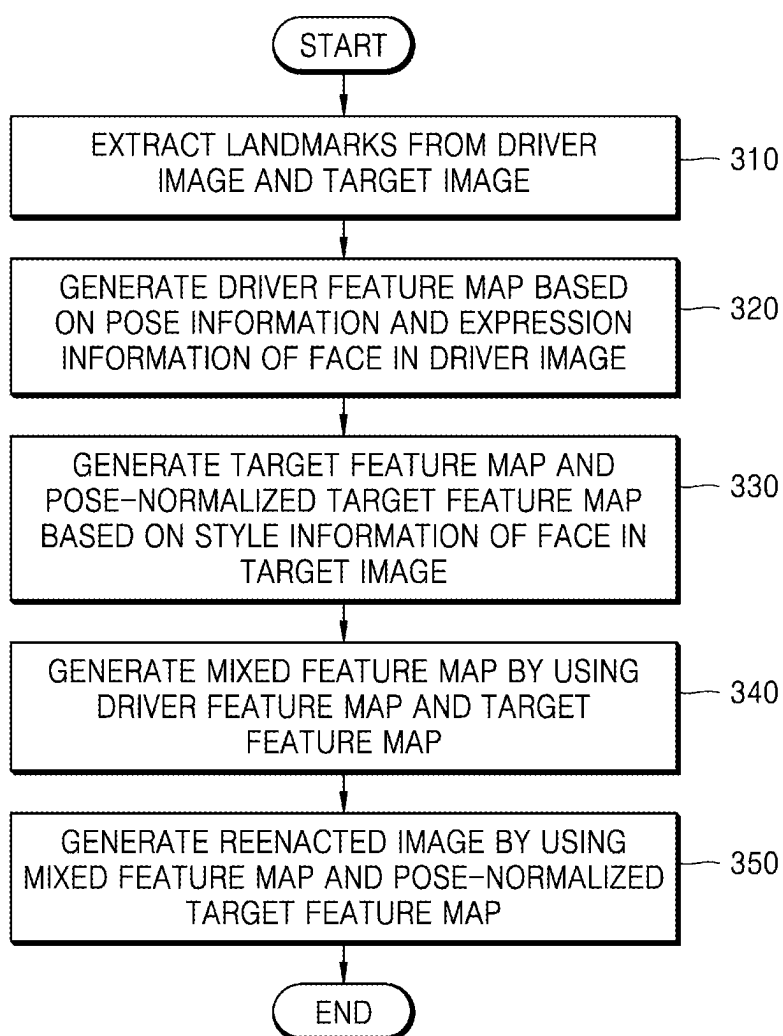 START
EXTRACT LANDMARKS FROM DRIVER
IMAGE AND TARGET IMAGE
310
GENERATE DRIVER FEATURE MAP BASED
ON POSE INFORMATION AND EXPRESSION
INFORMATION OF FACE IN DRIVER IMAGE
320
GENERATE TARGET FEATURE MAP AND
POSE-NORMALIZED TARGET FEATURE MAP
BASED ON STYLE INFORMATION OF FACE IN
TARGET IMAGE
330
GENERATE MIXED FEATURE MAP BY USING
DRIVER FEATURE MAP AND TARGET
FEATURE MAP
340
GENERATE REENACTED IMAGE BY USING
MIXED FEATURE MAP AND POSE-NORMALIZED
TARGET FEATURE MAP
350
END